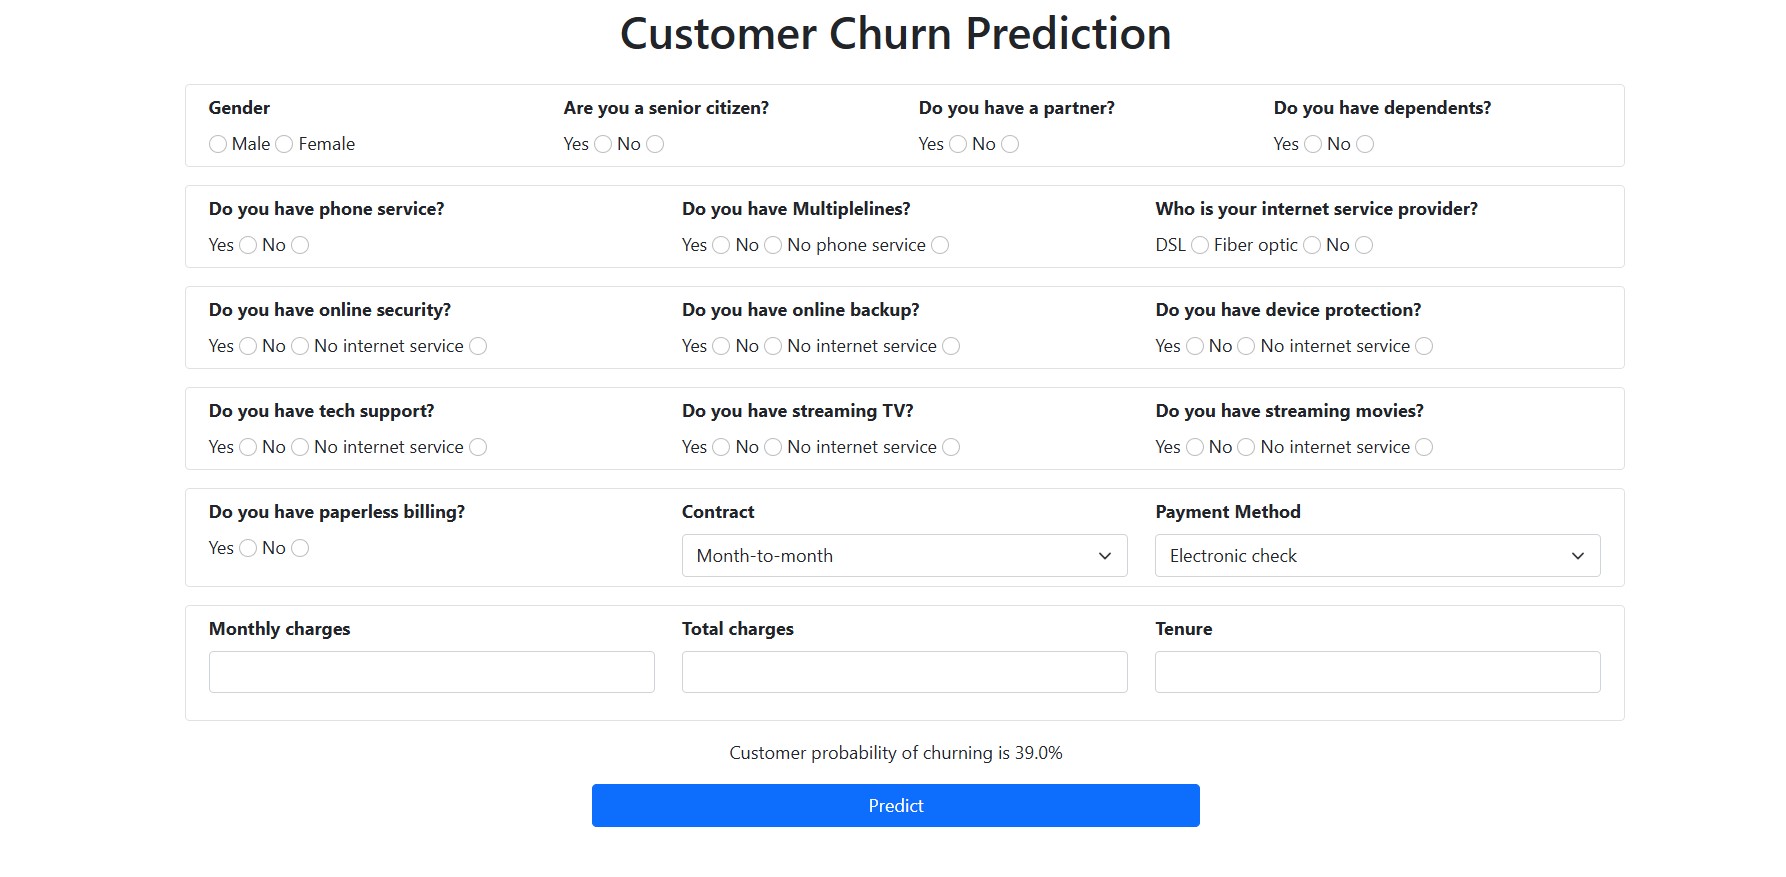 Customer Churn Prediction
Gender Are you a senior citizen? Do you have a partner? Do you have dependents?
Male Female Yes No Yes No Yes No
Do you have phone service? Do you have Multiplelines? Who is your internet service provider?
Yes No Yes No No phone service DSL Fiber optic No
Do you have online security? Do you have online backup? Do you have device protection?
Yes No No internet service Yes No No internet service Yes No No internet service
Do you have tech support? Do you have streaming TV? Do you have streaming movies?
Yes No No internet service Yes No No internet service Yes No No internet service
Do you have paperless billing? Contract Payment Method
Yes No Month-to-month Electronic check
Monthly charges Total charges Tenure
Customer probability of churning is 39.0%
Predict